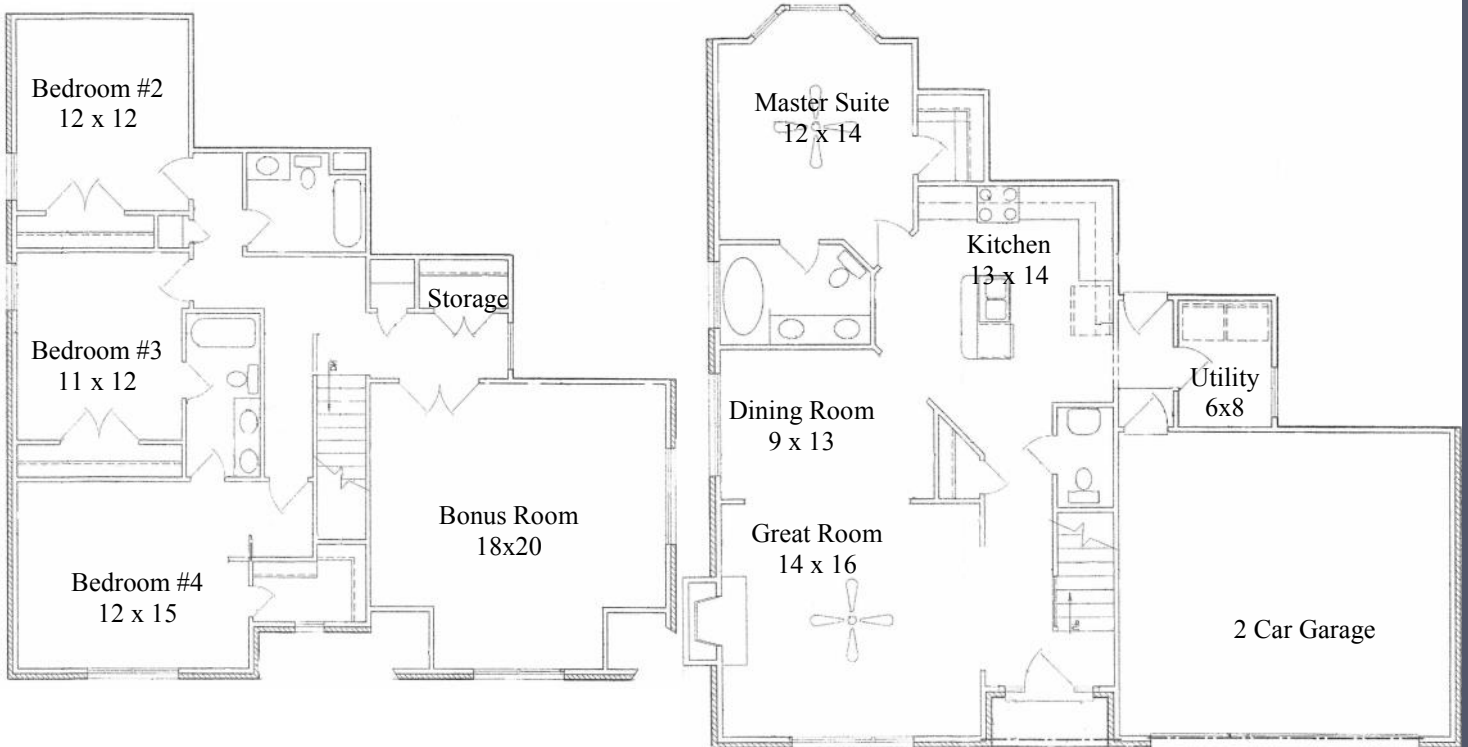 Bedroom #2
12 x 12
Bedroom #3
11 x 12
Bedroom #4
12 x 15
Storage
Bonus Room
18x20
Master Suite
12 x 14
Kitchen
13 x 14
Utility
6x8
Dining Room
9 x 13
Great Room
14 x 16
2 Car Garage